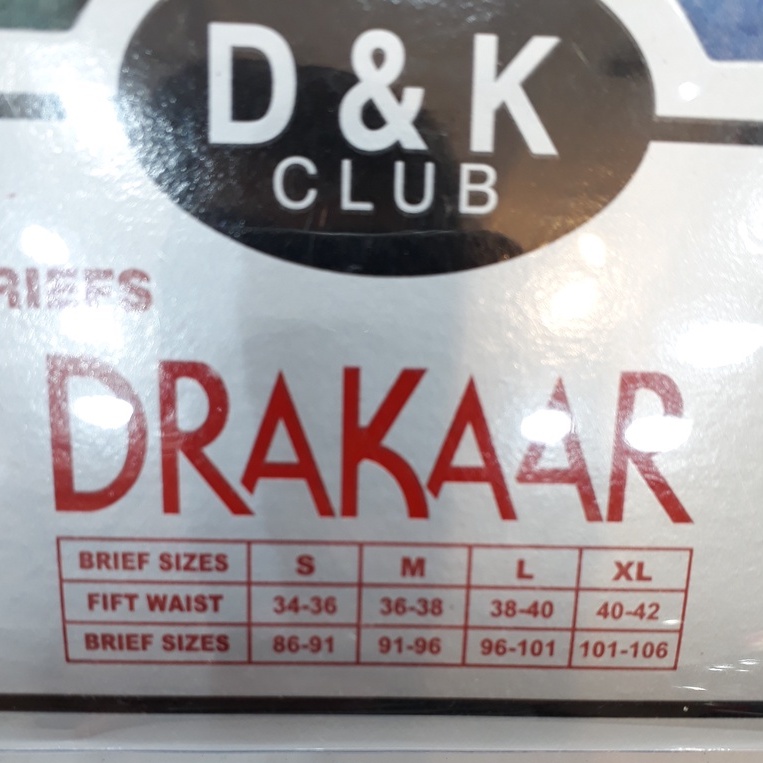 D & K
CLUB
RIEFS
DRAKAAR
BRIEF SIZES S M L XL
FIFT WAIST 34-36 36-38 38-40 40-42
BRIEF SIZES 86-91 91-96 96-101 101-106